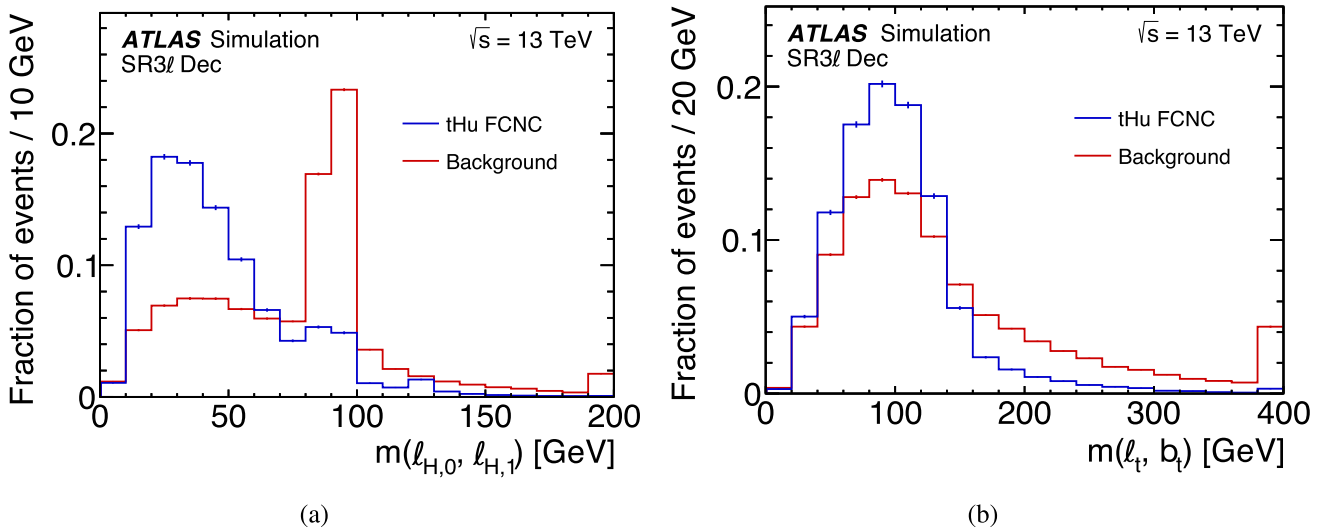 ATLAS Simulation
√s = 13 TeV
SR3ℓ Dec
tHu FCNC
Background
Fraction of events / 10 GeV
0.2
0.1
0
0 50 100 150 200
m(ℓH,0, ℓH,1) [GeV]
(a)
ATLAS Simulation
√s = 13 TeV
SR3ℓ Dec
tHu FCNC
Background
Fraction of events / 20 GeV
0.2
0.1
0
0 100 200 300 400
m(ℓt, bt) [GeV]
(b)